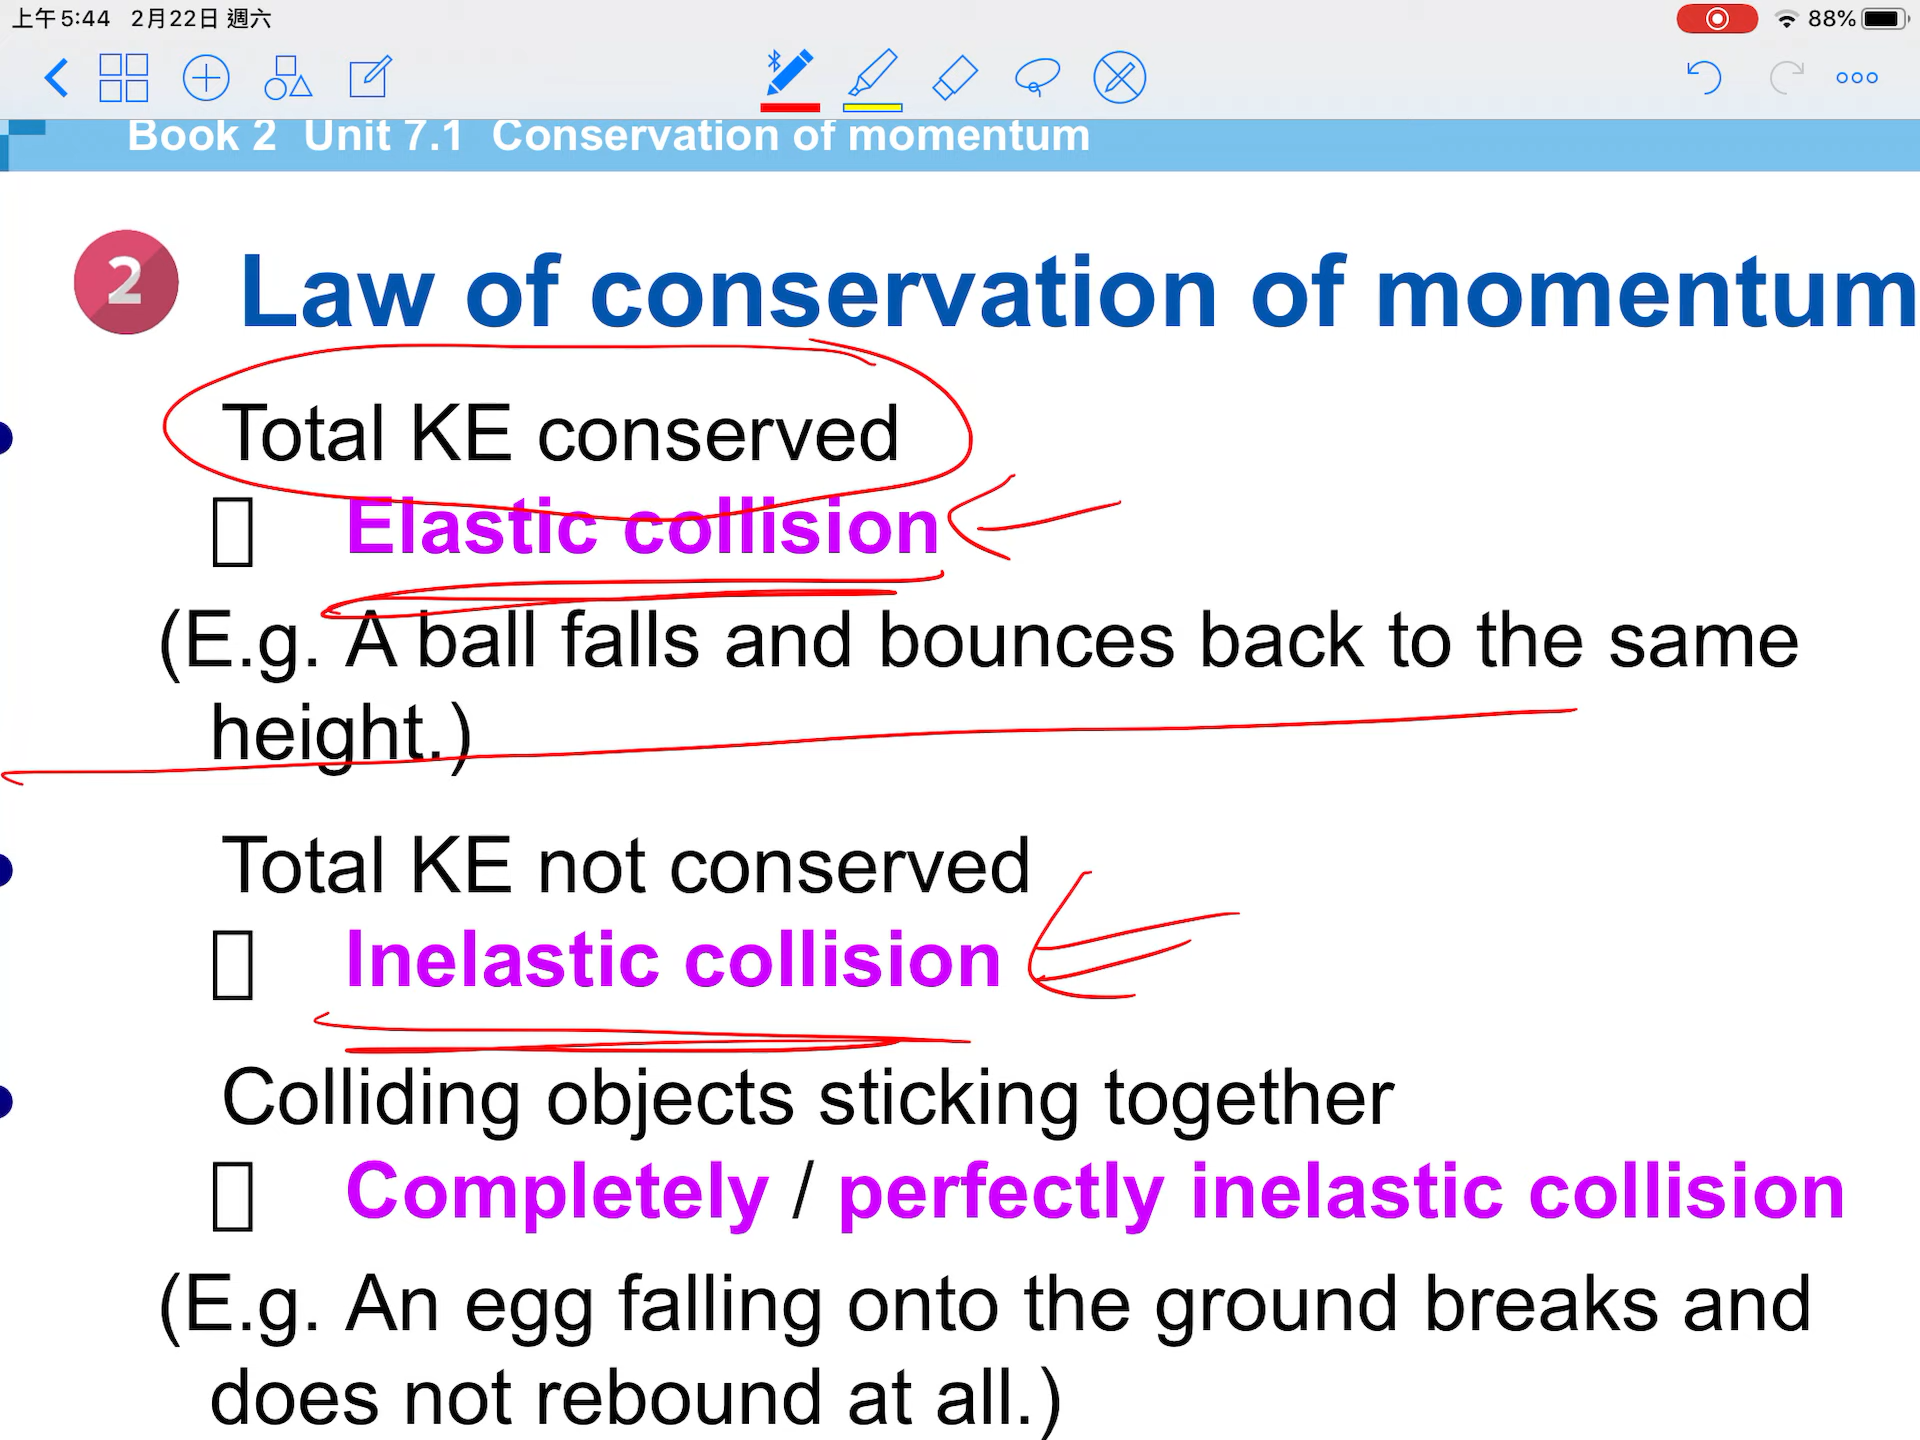 上午5:44 2月22日 週六
88%
Book 2 Unit 7.1 Conservation of momentum
2 Law of conservation of momentum
Total KE conserved
Elastic collision
(E.g. A ball falls and bounces back to the same
height.)
Total KE not conserved
Inelastic collision
Colliding objects sticking together
Completely / perfectly inelastic collision
(E.g. An egg falling onto the ground breaks and
does not rebound at all.)